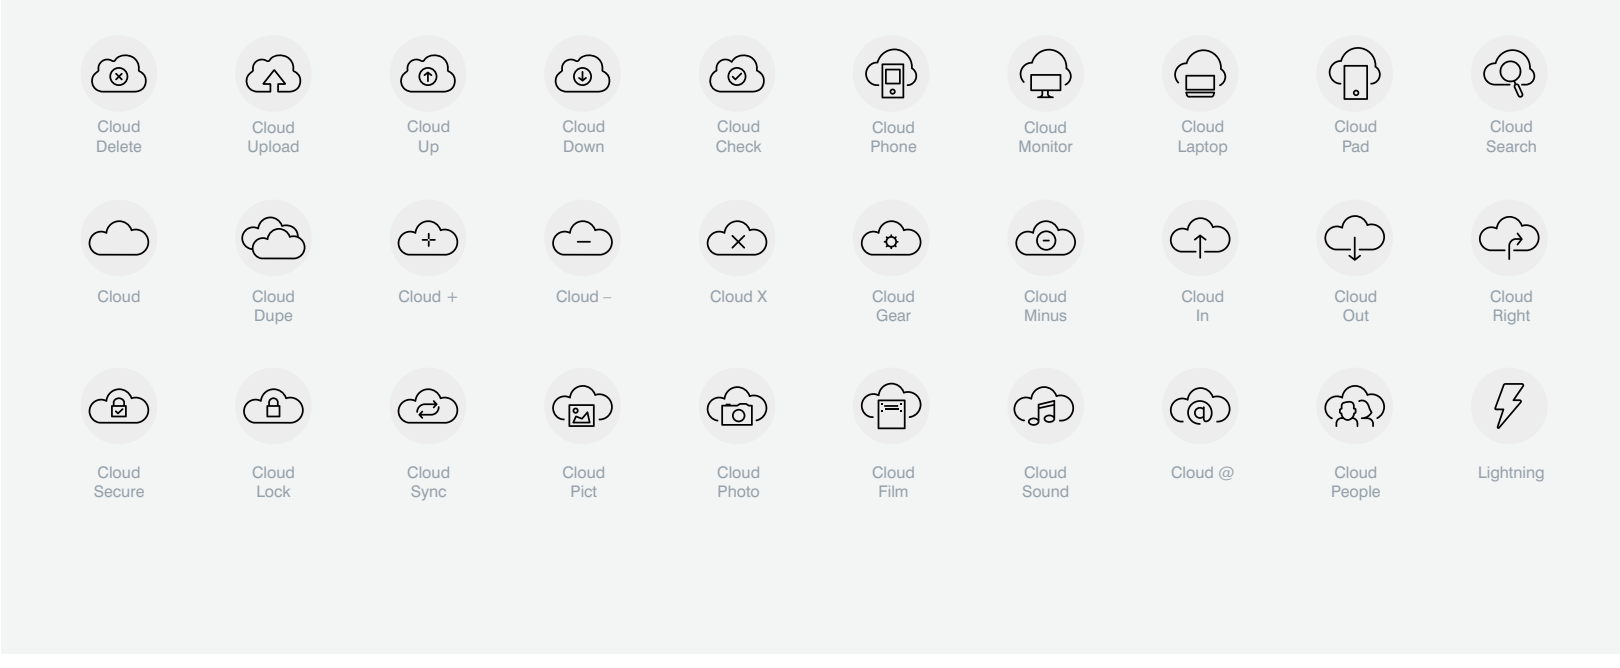 Cloud
Delete
Cloud
Upload
Cloud
Up
Cloud
Down
Cloud
Check
Cloud
Phone
Cloud
Monitor
Cloud
Laptop
Cloud
Pad
Cloud
Search
Cloud
Cloud
Dupe
Cloud +
Cloud –
Cloud X
Cloud
Gear
Cloud
Minus
Cloud
In
Cloud
Out
Cloud
Right
Cloud
Secure
Cloud
Lock
Cloud
Sync
Cloud
Pict
Cloud
Photo
Cloud
Film
Cloud
Sound
Cloud @
Cloud
People
Lightning